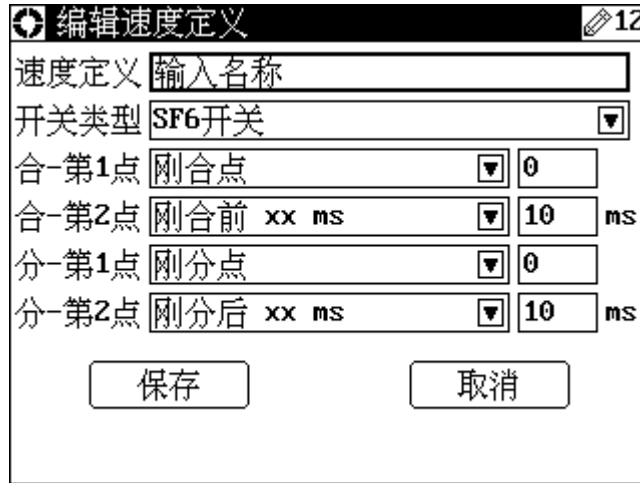 编辑速度定义 12
速度定义 输入名称
开关类型 SF6开关
合-第1点 刚合点 0
合-第2点 刚合前 xx ms 10 ms
分-第1点 刚分点 0
分-第2点 刚分后 xx ms 10 ms
保存 取消